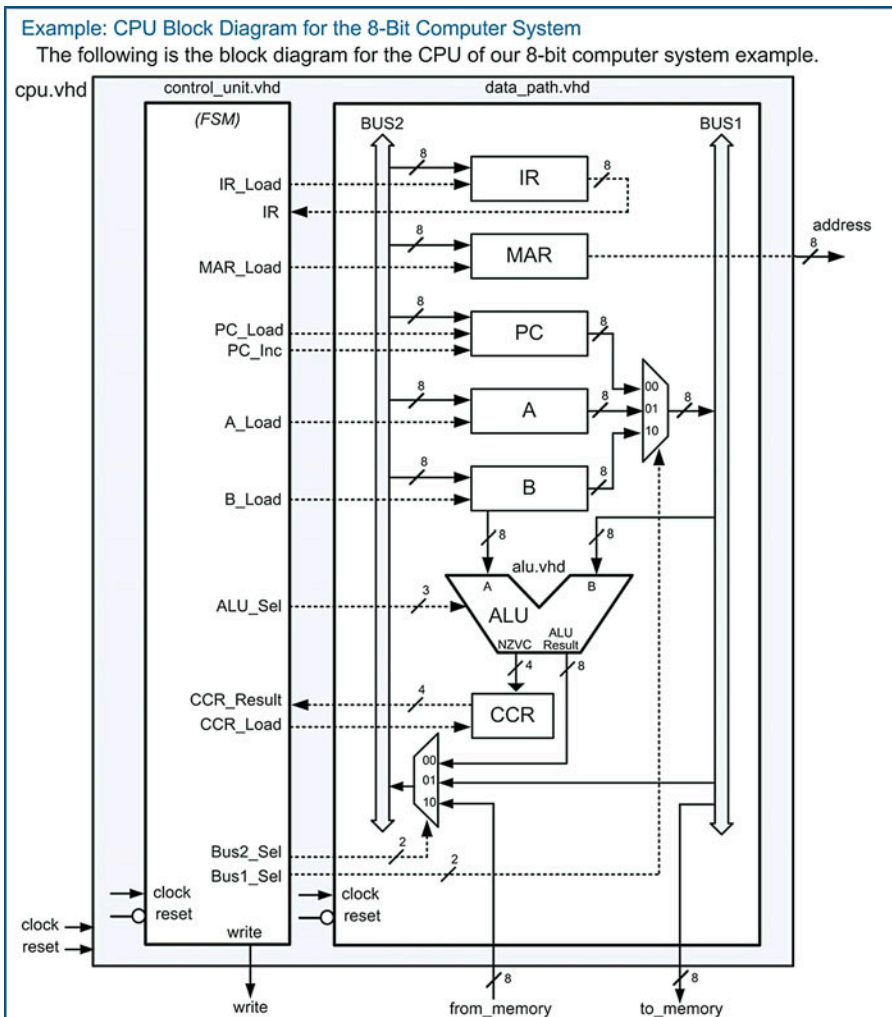 Example: CPU Block Diagram for the 8-Bit Computer System
The following is the block diagram for the CPU of our 8-bit computer system example.
cpu.vhd
control_unit.vhd
data_path.vhd
(FSM)
BUS2
BUS1
8
IR
8
IR_Load
IR
8
MAR
address
8
MAR_Load
8
PC
8
PC_Load
PC_Inc
00
01
10
8
8
A
8
A_Load
8
B
8
B_Load
8
8
alu.vhd
A
B
ALU_Sel
3
ALU
NZVC
ALU
Result
4
8
CCR_Result
4
CCR
CCR_Load
00
01
10
Bus2_Sel
2
Bus1_Sel
2
clock
reset
clock
reset
clock
reset
write
write
8
from_memory
8
to_memory